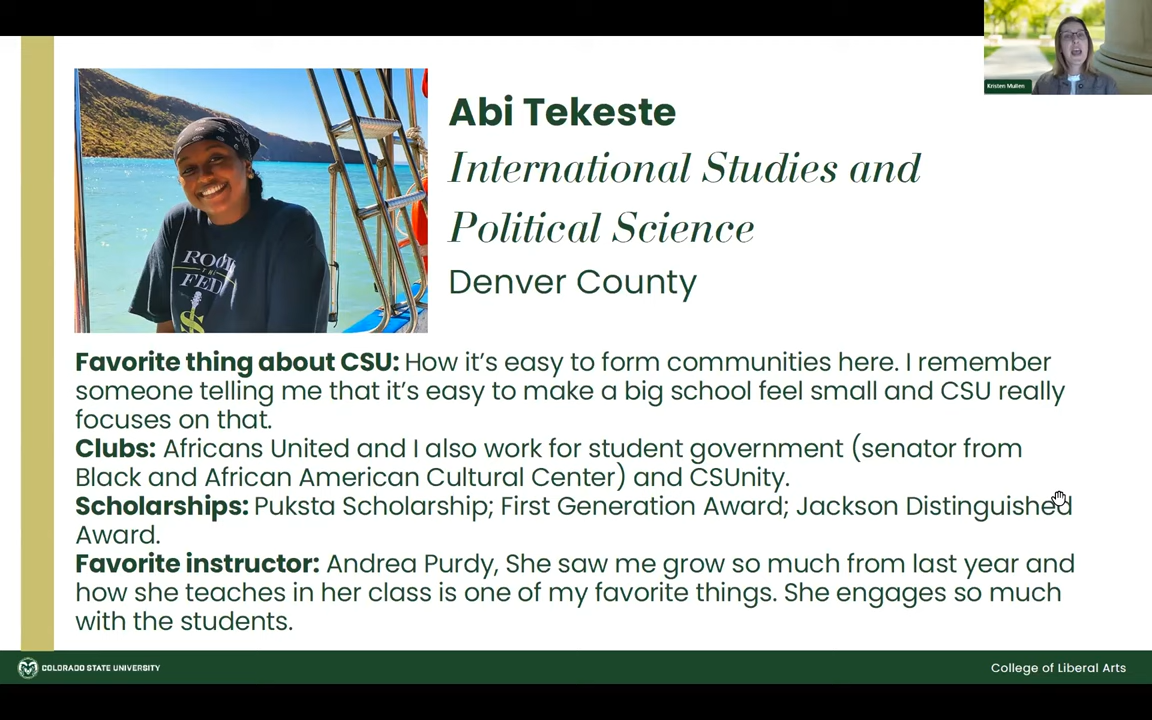 Kristen Mullen
Abi Tekeste
International Studies and
Political Science
Denver County
ROOT
THE
FED
$
Favorite thing about CSU: How it’s easy to form communities here. I remember
someone telling me that it’s easy to make a big school feel small and CSU really
focuses on that.
Clubs: Africans United and I also work for student government (senator from
Black and African American Cultural Center) and CSUnity.
Scholarships: Puksta Scholarship; First Generation Award; Jackson Distinguished
Award.
Favorite instructor: Andrea Purdy, She saw me grow so much from last year and
how she teaches in her class is one of my favorite things. She engages so much
with the students.
COLORADO STATE UNIVERSITY
College of Liberal Arts